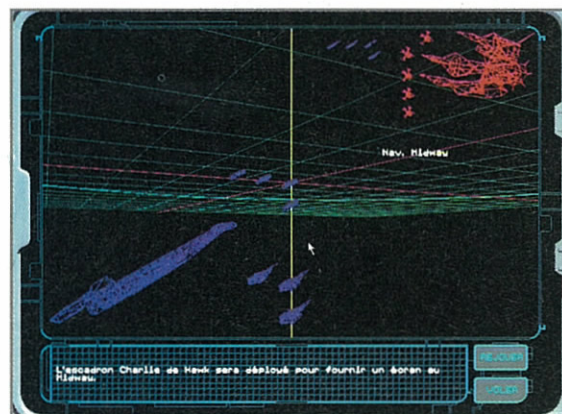 Nav. Midway
L'escadron Charlie de Hawk sera déployé pour fournir un écran au
Midway.
REJOUER
VOLER